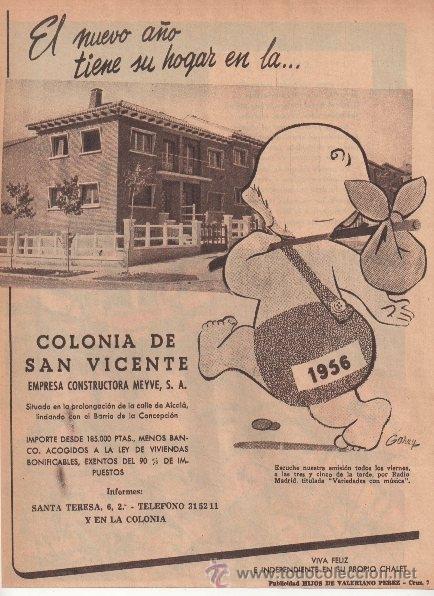 El nuevo año
tiene su hogar en la...
1956
COLONIA DE
SAN VICENTE
EMPRESA CONSTRUCTORA MEYVE, S. A.
Situada en la prolongación de la calle de Alcalá,
lindando con el Barrio de la Concepción
IMPORTE DESDE 185.000 PTAS., MENOS BAN-
CO. ACOGIDOS A LA LEY DE VIVIENDAS
BONIFICABLES, EXENTOS DEL 90 % DE IM-
PUESTOS
Informes:
SANTA TERESA, 6, 2.º - TELEFONO 31 52 11
Y EN LA COLONIA
Garay
Escuche nuestra emisión todos los viernes,
a las tres y cinco de la tarde, por Radio
Madrid, titulada "Variedades con música".
VIVA FELIZ
E INDEPENDIENTE EN SU PROPIO CHALET
Publicidad HIJOS DE VALERIANO PEREZ - Cruz, 7
www.todocoleccion.net